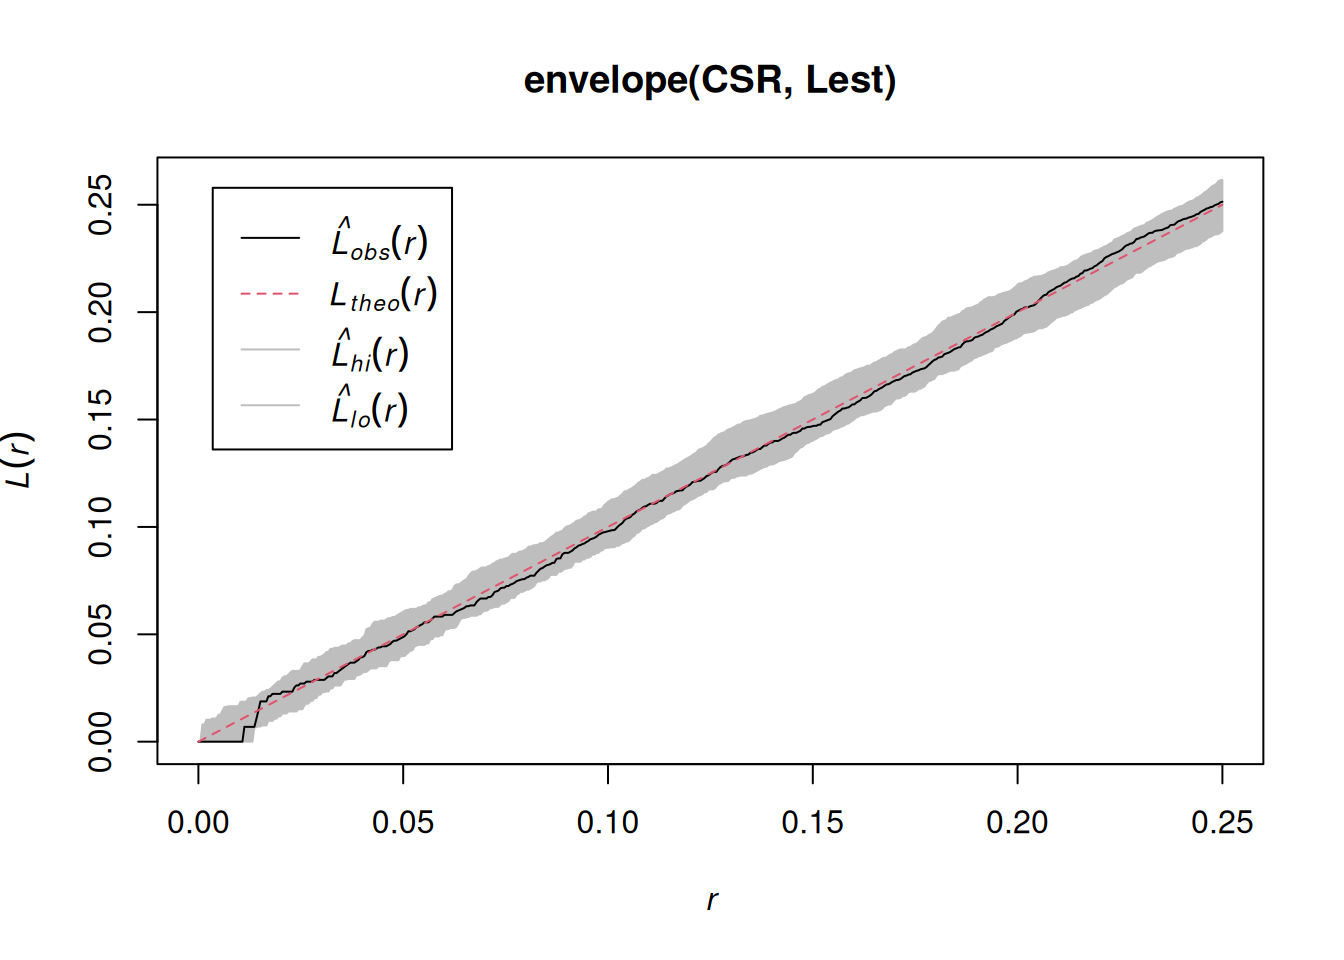 envelope(CSR, Lest)
L̂obs(r)
Ltheo(r)
L̂hi(r)
L̂lo(r)
L(r)
0.25
0.20
0.15
0.10
0.05
0.00
0.00 0.05 0.10 0.15 0.20 0.25
r